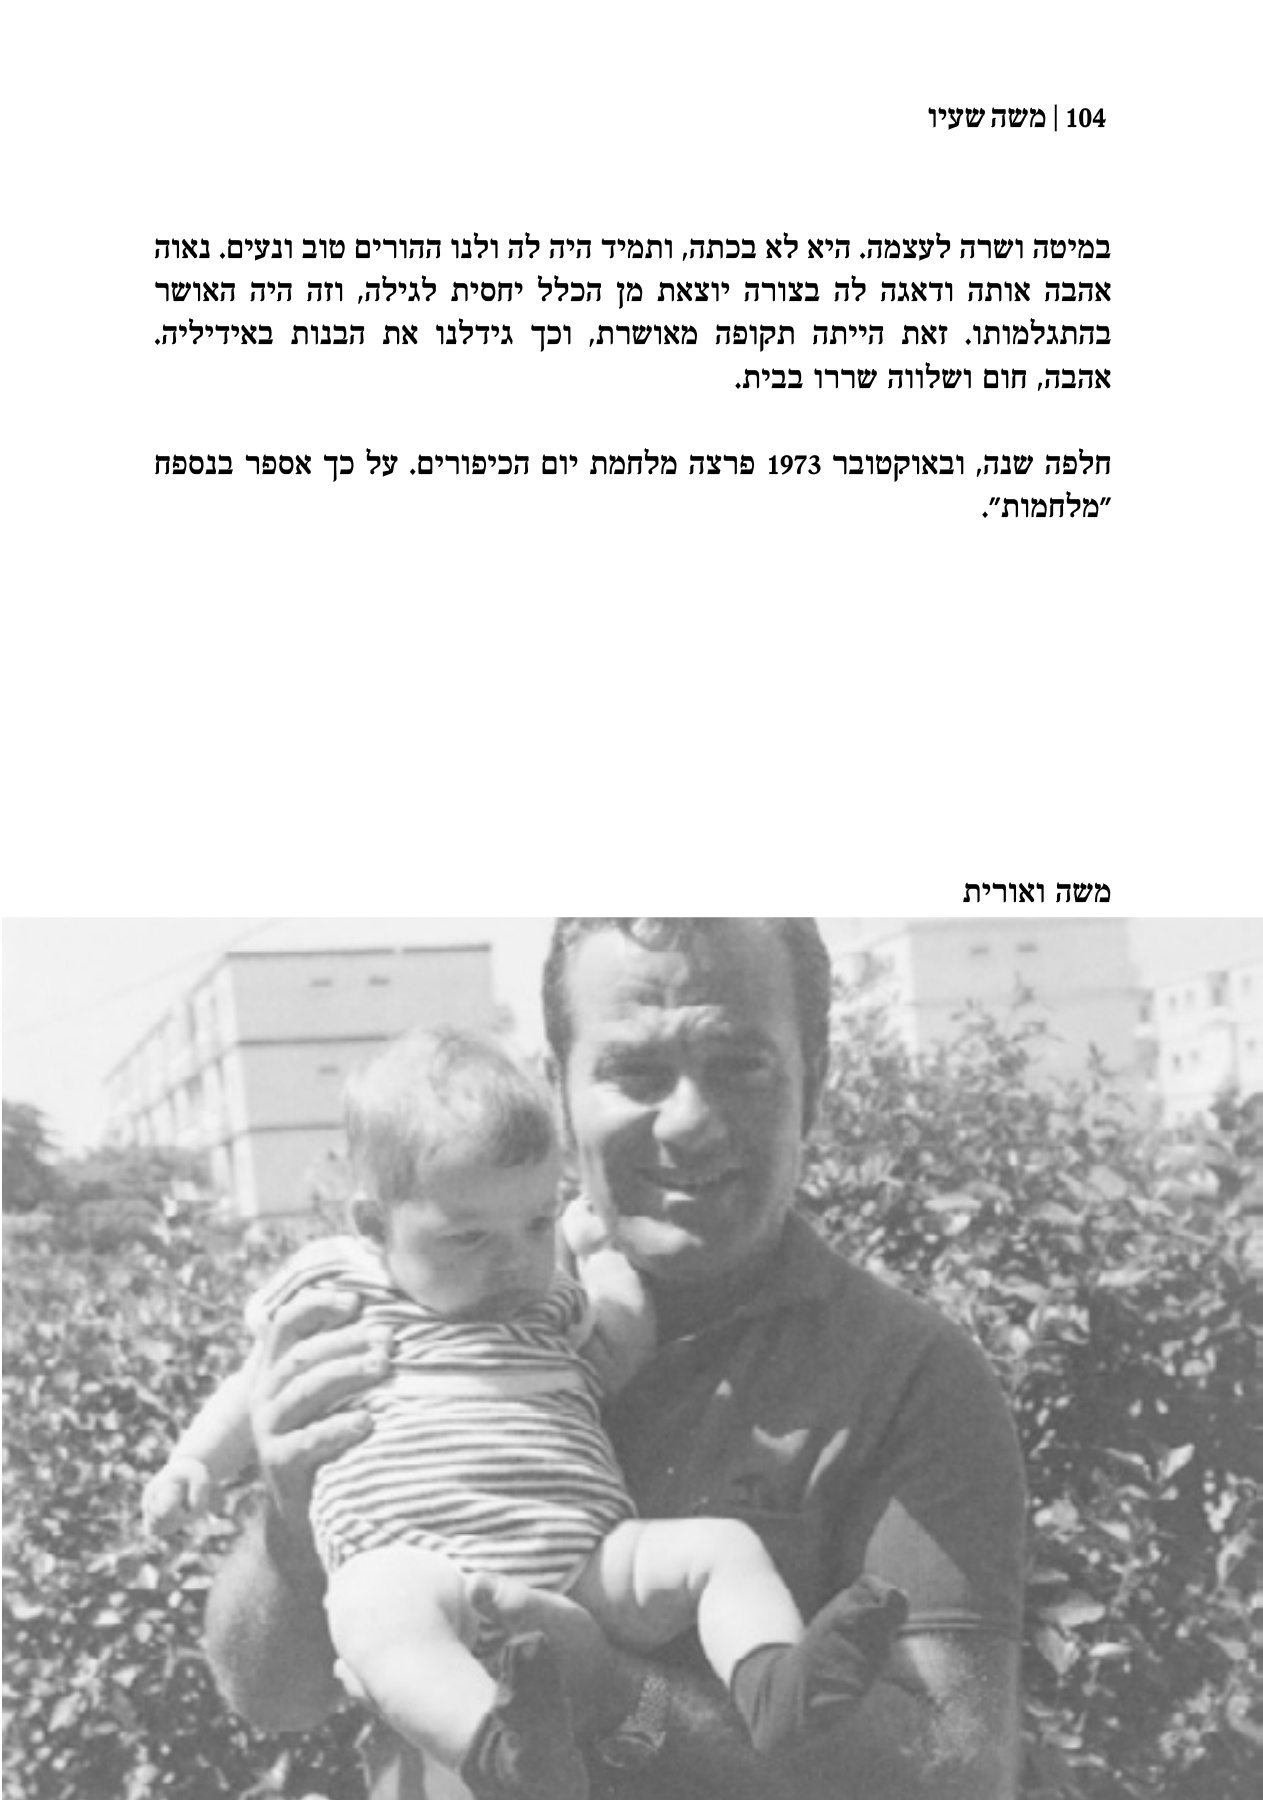 104 | משה שעיו
במיטה ושרה לעצמה. היא לא בכתה, ותמיד היה לה ולנו ההורים טוב ונעים. נאוה
אהבה אותה ודאגה לה בצורה יוצאת מן הכלל יחסית לגילה, וזה היה האושר
בהתגלמותו. זאת הייתה תקופה מאושרת, וכך גידלנו את הבנות באידיליה.
אהבה, חום ושלווה שררו בבית.
חלפה שנה, ובאוקטובר 1973 פרצה מלחמת יום הכיפורים. על כך אספר בנספח
"מלחמות".
משה ואורית